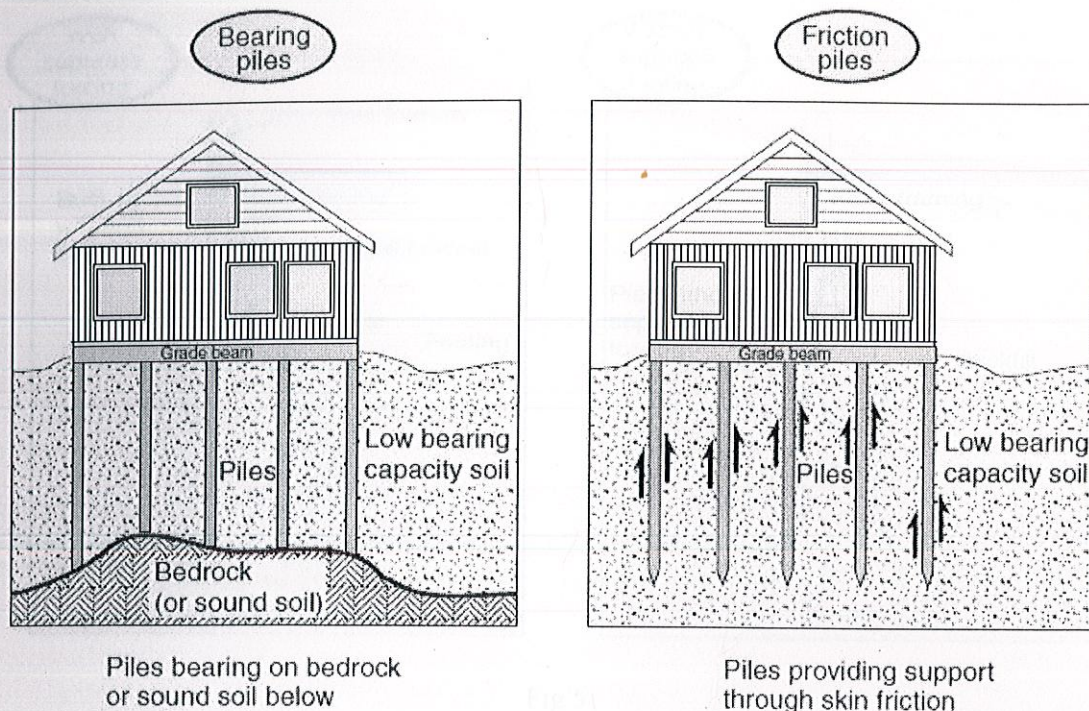 Bearing
piles
Grade beam
Piles
Low bearing
capacity soil
Bedrock
(or sound soil)
Piles bearing on bedrock
or sound soil below
Friction
piles
Grade beam
Piles
Low bearing
capacity soil
Piles providing support
through skin friction